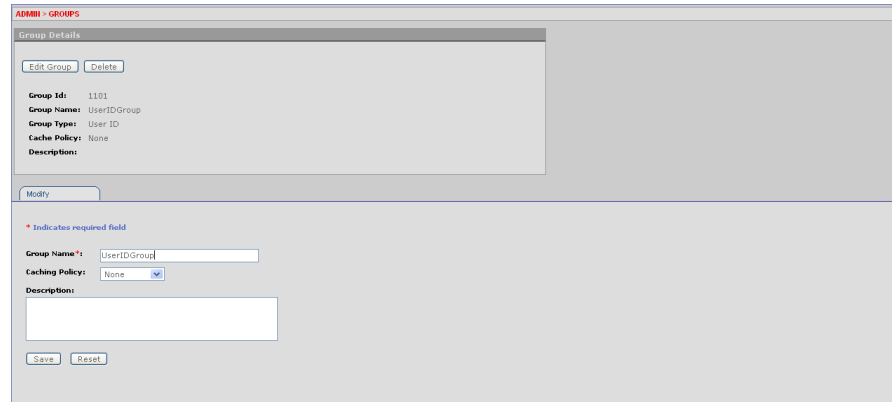 ADMIN > GROUPS
Group Details
Edit Group Delete
Group Id: 1101
Group Name: UserIDGroup
Group Type: User ID
Cache Policy: None
Description:
Modify
* Indicates required field
Group Name*: UserIDGroup
Caching Policy: None
Description:
Save Reset